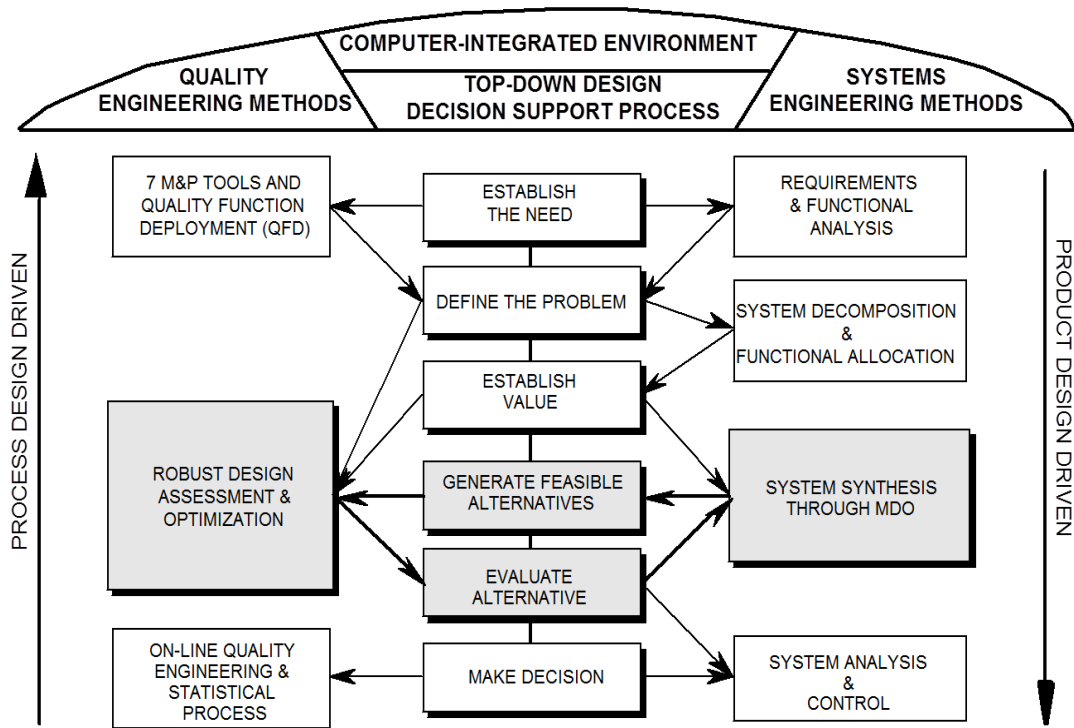 COMPUTER-INTEGRATED ENVIRONMENT
QUALITY
ENGINEERING METHODS
TOP-DOWN DESIGN
DECISION SUPPORT PROCESS
SYSTEMS
ENGINEERING METHODS
PROCESS DESIGN DRIVEN
7 M&P TOOLS AND
QUALITY FUNCTION
DEPLOYMENT (QFD)
ESTABLISH
THE NEED
REQUIREMENTS
& FUNCTIONAL
ANALYSIS
DEFINE THE PROBLEM
SYSTEM DECOMPOSITION
&
FUNCTIONAL ALLOCATION
ESTABLISH
VALUE
ROBUST DESIGN
ASSESSMENT &
OPTIMIZATION
GENERATE FEASIBLE
ALTERNATIVES
SYSTEM SYNTHESIS
THROUGH MDO
EVALUATE
ALTERNATIVE
ON-LINE QUALITY
ENGINEERING &
STATISTICAL
PROCESS
MAKE DECISION
SYSTEM ANALYSIS
&
CONTROL
PRODUCT DESIGN DRIVEN